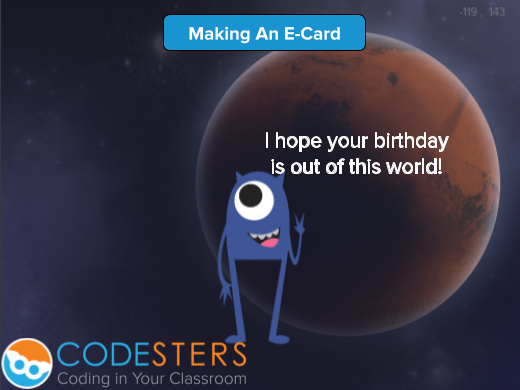 -119, 143
Making An E-Card
I hope your birthday
is out of this world!
CODESTERS
Coding in Your Classroom